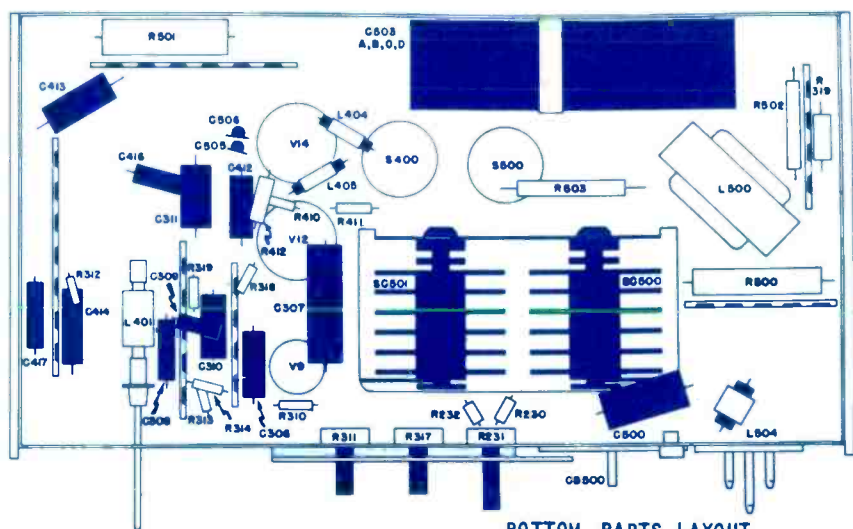 R501
C503
A,B,C,D
C413
L404
C506
C505
V14
S400
S500
R502
R
319
C416
C412
L405
R503
L500
C311
R410
R411
V12
R412
C309
R319
R318
SC501
SC500
R500
R312
C307
C414
L401
C310
C417
V9
R232
R230
C500
R313
R314
C306
R310
L504
R311
R317
R231
CB500
BOTTOM PARTS LAYOUT